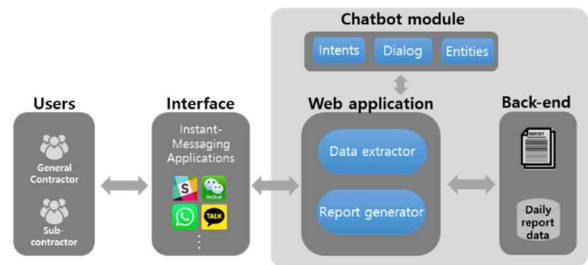 Chatbot module
Intents
Dialog
Entities
Users
Interface
Web application
Back-end
General
Contractor
Sub-
contractor
Instant-
Messaging
Applications
S
WeChat
TALK
Data extractor
Report generator
REPORT
Daily
report
data